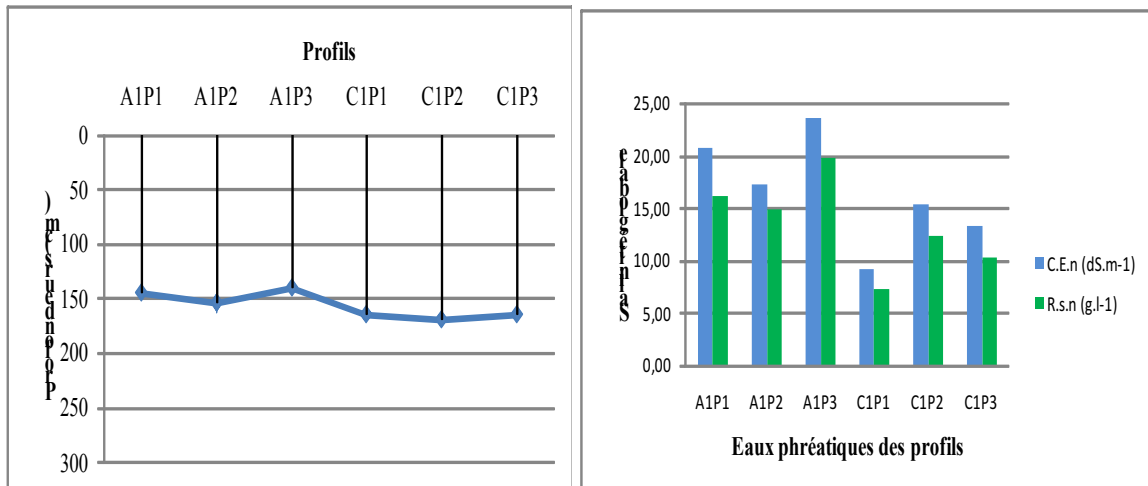 Profils
A1P1 A1P2 A1P3 C1P1 C1P2 C1P3
0
50
100
150
200
250
300
Profondeurs(cm)
25,00
20,00
15,00
10,00
5,00
0,00
Salinité globale
A1P1 A1P2 A1P3 C1P1 C1P2 C1P3
Eaux phréatiques des profils
C.E.n (dS.m-1)
R.s.n (g.l-1)